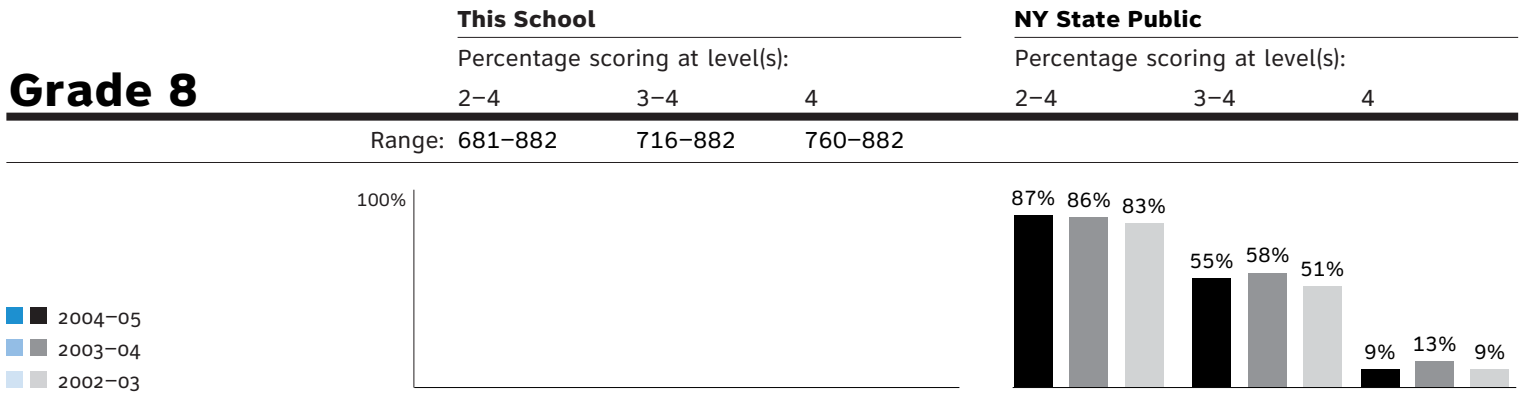 This School NY State Public
Percentage scoring at level(s): Percentage scoring at level(s):
Grade 8 2–4 3–4 4 2–4 3–4 4
Range: 681–882 716–882 760–882
100%
87% 86% 83%
55% 58% 51%
9% 13% 9%
2004–05
2003–04
2002–03